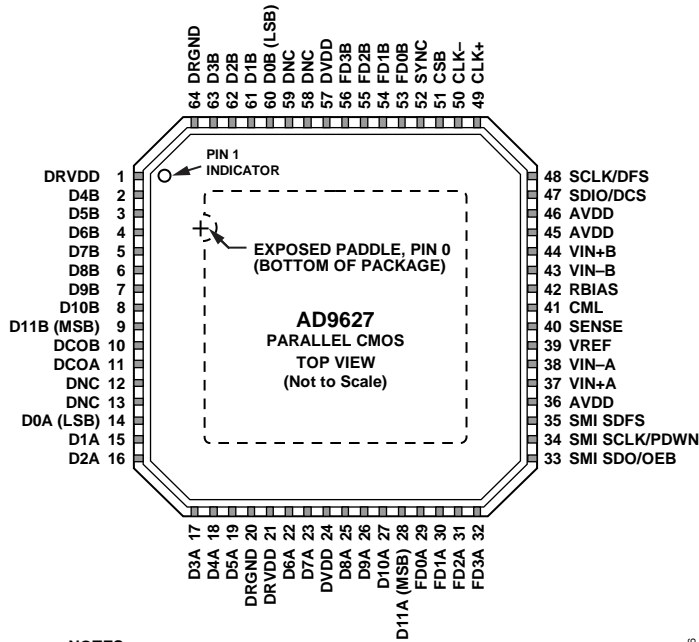 64 DRGND
63 D3B
62 D2B
61 D1B
60 D0B (LSB)
59 DNC
58 DNC
57 DVDD
56 FD3B
55 FD2B
54 FD1B
53 FD0B
52 SYNC
51 CSB
50 CLK–
49 CLK+
PIN 1
INDICATOR
DRVDD 1
D4B 2
D5B 3
D6B 4
D7B 5
D8B 6
D9B 7
D10B 8
D11B (MSB) 9
DCOB 10
DCOA 11
DNC 12
DNC 13
D0A (LSB) 14
D1A 15
D2A 16
EXPOSED PADDLE, PIN 0
(BOTTOM OF PACKAGE)
AD9627
PARALLEL CMOS
TOP VIEW
(Not to Scale)
48 SCLK/DFS
47 SDIO/DCS
46 AVDD
45 AVDD
44 VIN+B
43 VIN–B
42 RBIAS
41 CML
40 SENSE
39 VREF
38 VIN–A
37 VIN+A
36 AVDD
35 SMI SDFS
34 SMI SCLK/PDWN
33 SMI SDO/OEB
D3A 17
D4A 18
D5A 19
DRGND 20
DRVDD 21
D6A 22
D7A 23
DVDD 24
D8A 25
D9A 26
D10A 27
D11A (MSB) 28
FD0A 29
FD1A 30
FD2A 31
FD3A 32